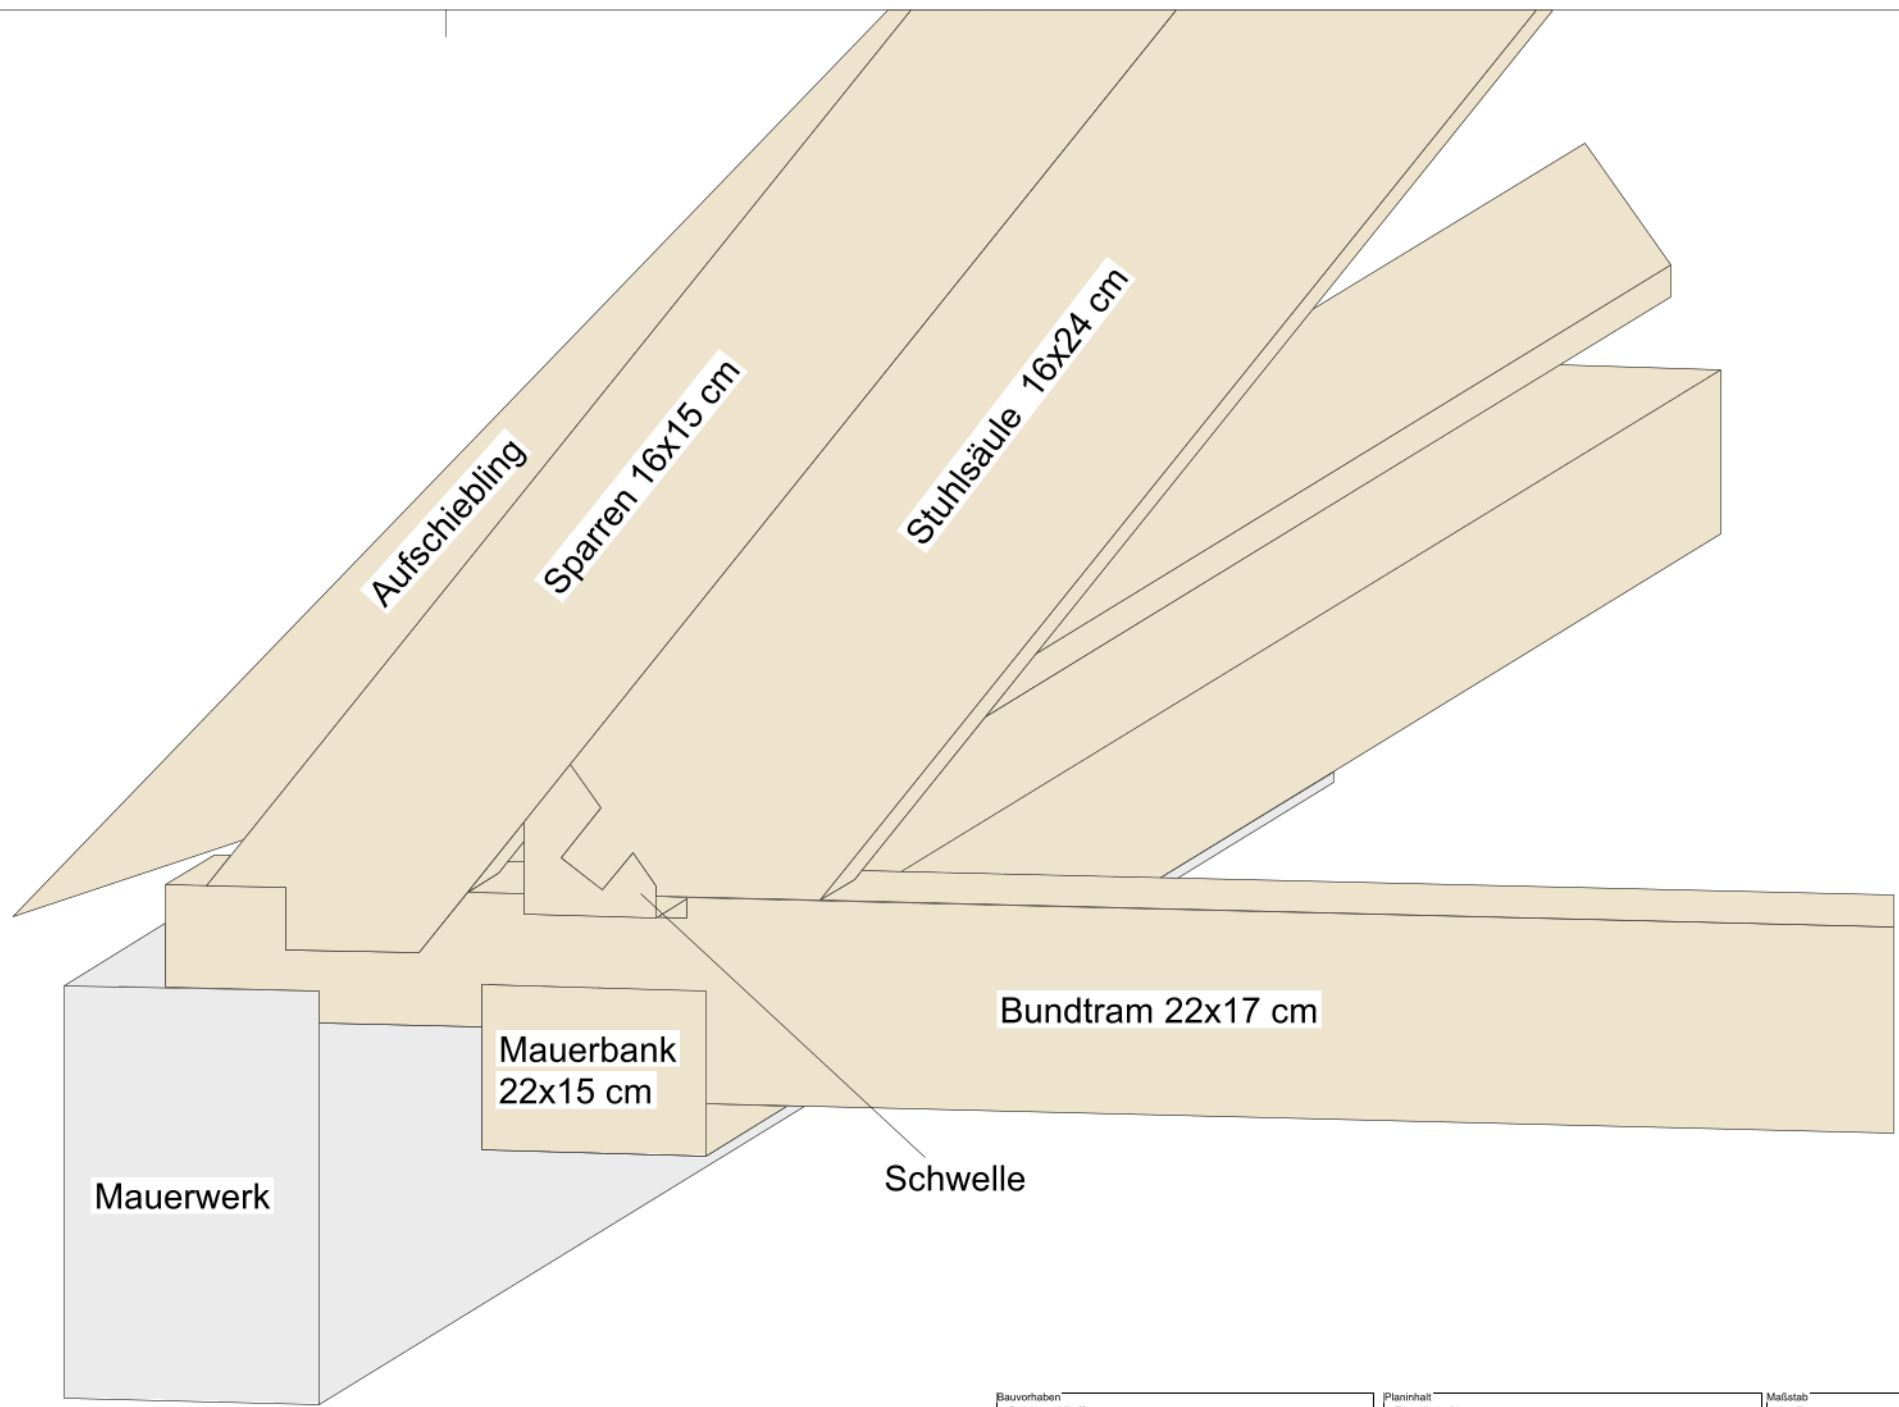 Aufschiebling
Sparren 16x15 cm
Stuhlsäule 16x24 cm
Bundtram 22x17 cm
Mauerbank
22x15 cm
Schwelle
Mauerwerk
Bauvorhaben
Planinhalt
Maßstab